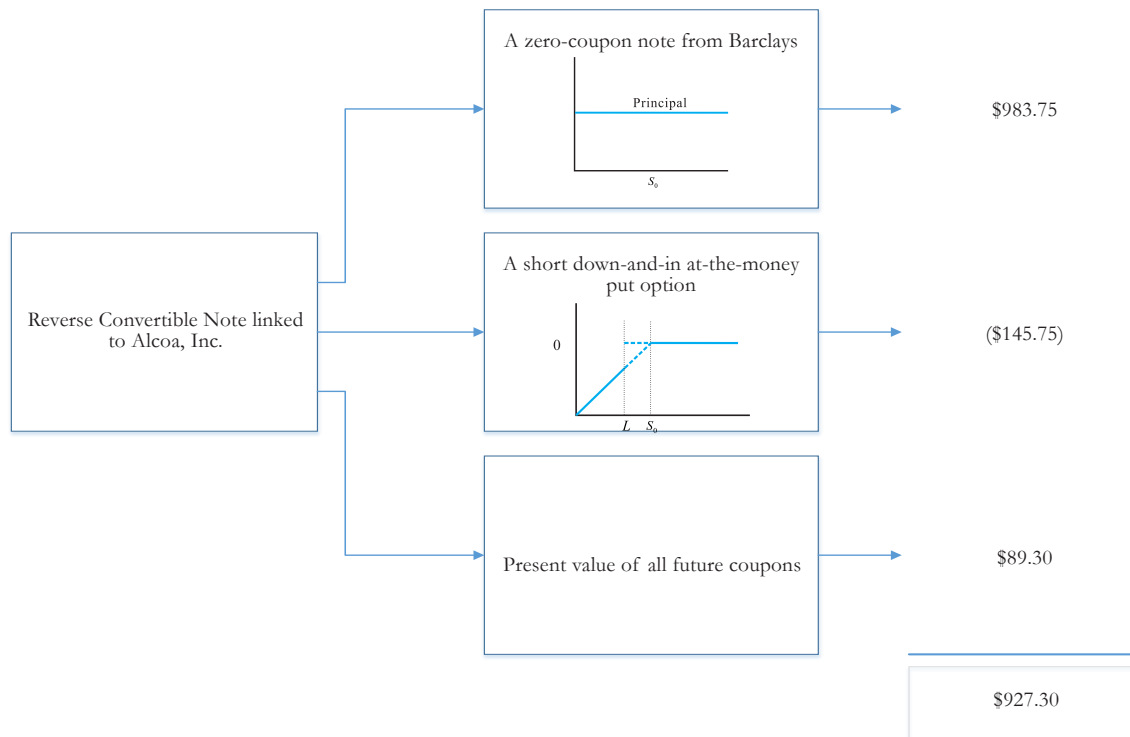 Reverse Convertible Note linked
to Alcoa, Inc.
A zero-coupon note from Barclays
Principal
S₀
$983.75
A short down-and-in at-the-money
put option
0
L S₀
($145.75)
Present value of all future coupons
$89.30
$927.30